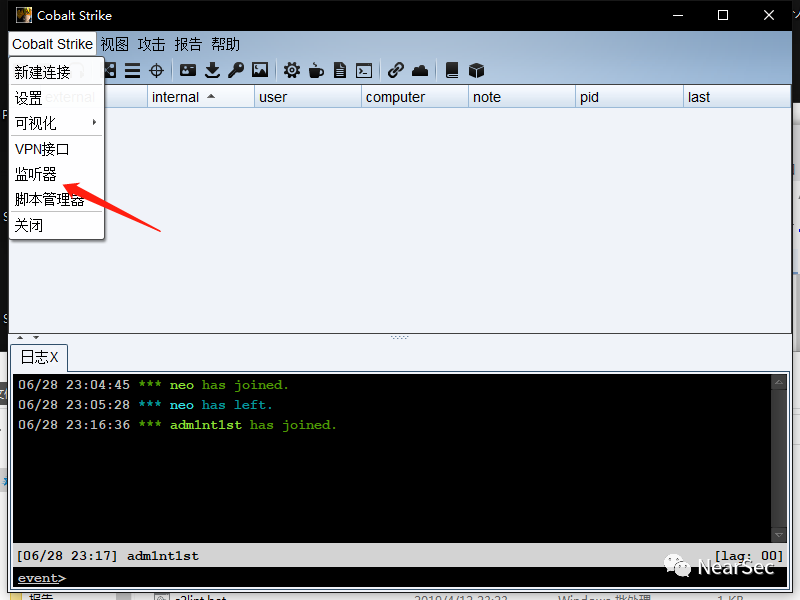 Cobalt Strike
Cobalt Strike 视图 攻击 报告 帮助
新建连接
设置
可视化
VPN接口
监听器
脚本管理器
关闭
external internal user computer note pid last
日志X
06/28 23:04:45 *** neo has joined.
06/28 23:05:28 *** neo has left.
06/28 23:16:36 *** adm1nt1st has joined.
[06/28 23:17] adm1nt1st [lag: 00]
event>
NearSec
报告